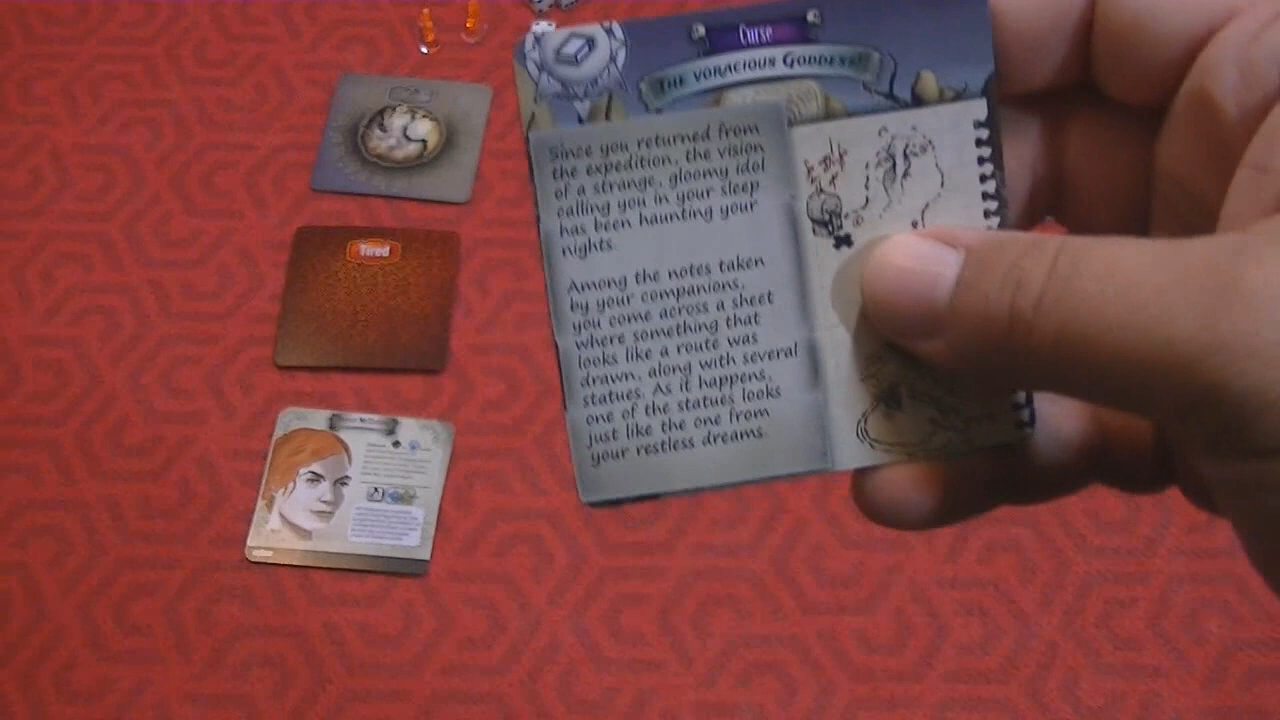 Curse
THE VORACIOUS GODDESS
Since you returned from
the expedition, the vision
of a strange, gloomy idol
calling you in your sleep
has been haunting your
nights.
Among the notes taken
by your companions,
you come across a sheet
where something that
looks like a route was
drawn, along with several
statues. As it happens,
one of the statues looks
just like the one from
your restless dreams.
Tired